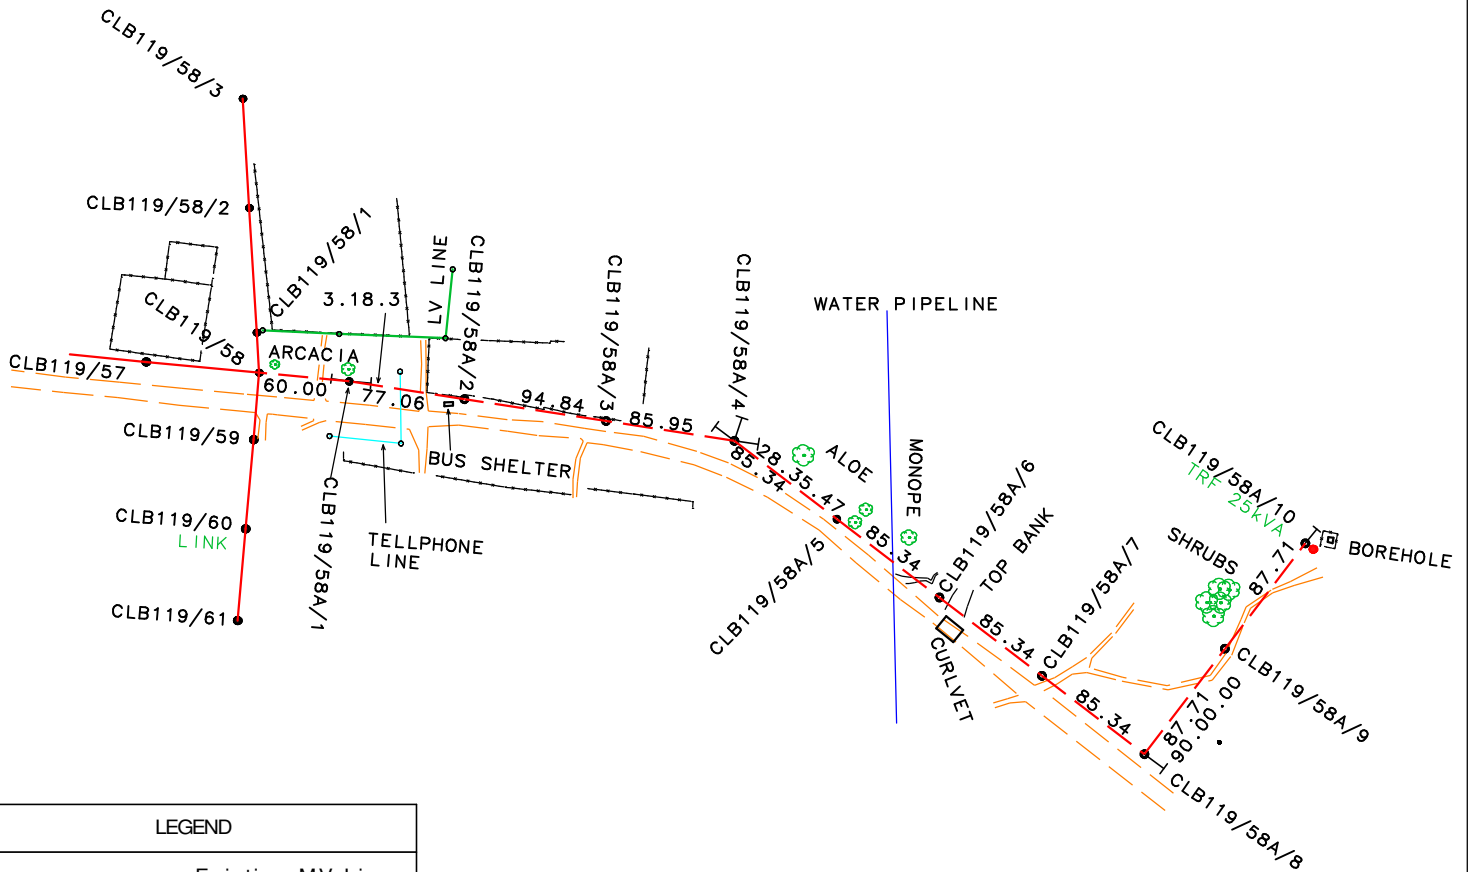 CLB119/58/3
CLB119/58/2
CLB119/58/1
3.18.3
LV LINE
CLB119/58A/2
CLB119/58A/3
CLB119/58A/4
WATER PIPELINE
CLB119/58
ARCACIA
CLB119/57
60.00
77.06
94.84
85.95
CLB119/59
BUS SHELTER
28.35.47
85.34
ALOE
MONOPE
CLB119/58A/6
CLB119/60
LINK
CLB119/58A/1
TELLPHONE
LINE
CLB119/58A/5
85.34
TOP BANK
CLB119/58A/7
CLB119/58A/10
TRF 25kVA
SHRUBS
87.71
BOREHOLE
CLB119/61
CURLVET
85.34
85.34
CLB119/58A/9
87.71
90.00.00
CLB119/58A/8
LEGEND